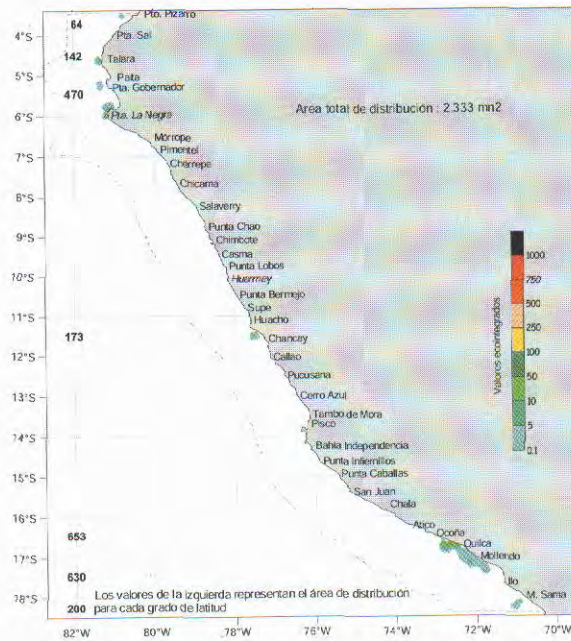 Pto. Pizarro
64
4°S
Pta. Sal
142
Talara
5°S
Paita
Pta. Gobernador
470
Area total de distribución : 2.333 mn2
6°S
Pta. La Negra
Morrope
7°S
Pimentel
Cherrepe
Chicama
8°S
Salaverry
Punta Chao
9°S
Chimbote
Casma
Punta Lobos
10°S
Huarmey
Punta Bermejo
11°S
Supe
Huacho
173
Chancay
12°S
Callao
Pucusana
13°S
Cerro Azul
Tambo de Mora
Pisco
14°S
Bahia Independencia
Punta Infiernillos
15°S
Punta Caballas
San Juan
16°S
Chala
Atico
Ocoña
653
Quilca
17°S
Mollendo
630
Ilo
Los valores de la izquierda representan el área de distribución
para cada grado de latitud
M. Sama
18°S
200
82°W 80°W 78°W 76°W 74°W 72°W 70°W
Valores ecointegrados
1000
750
500
250
100
50
10
5
0.1